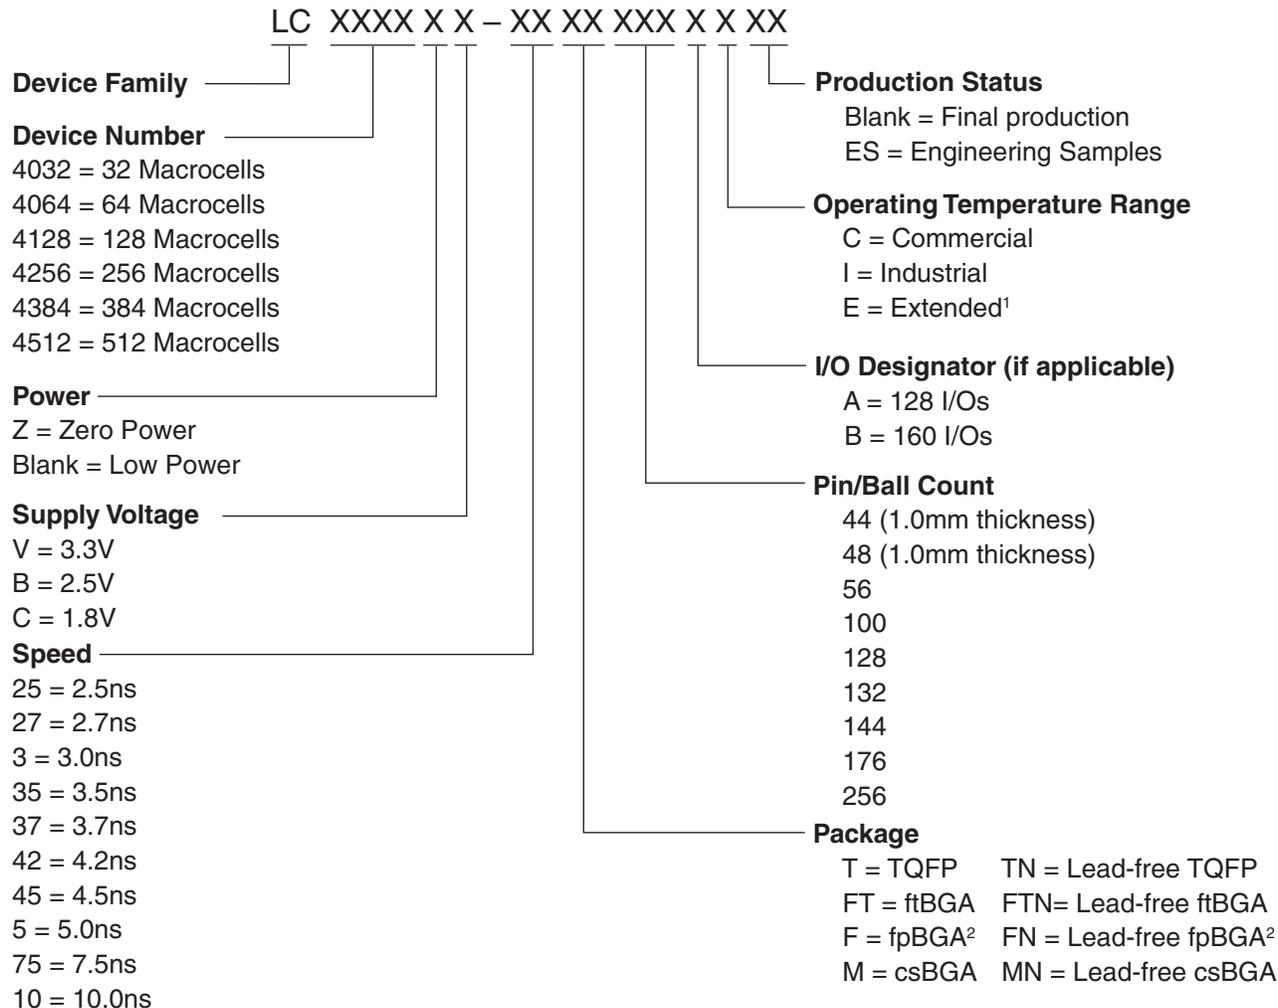 LC XXXX X X – XX XX XXX X X XX
Device Family
Device Number
4032 = 32 Macrocells
4064 = 64 Macrocells
4128 = 128 Macrocells
4256 = 256 Macrocells
4384 = 384 Macrocells
4512 = 512 Macrocells
Power
Z = Zero Power
Blank = Low Power
Supply Voltage
V = 3.3V
B = 2.5V
C = 1.8V
Speed
25 = 2.5ns
27 = 2.7ns
3 = 3.0ns
35 = 3.5ns
37 = 3.7ns
42 = 4.2ns
45 = 4.5ns
5 = 5.0ns
75 = 7.5ns
10 = 10.0ns
Production Status
Blank = Final production
ES = Engineering Samples
Operating Temperature Range
C = Commercial
I = Industrial
E = Extended¹
I/O Designator (if applicable)
A = 128 I/Os
B = 160 I/Os
Pin/Ball Count
44 (1.0mm thickness)
48 (1.0mm thickness)
56
100
128
132
144
176
256
Package
T = TQFP TN = Lead-free TQFP
FT = ftBGA FTN= Lead-free ftBGA
F = fpBGA² FN = Lead-free fpBGA²
M = csBGA MN = Lead-free csBGA